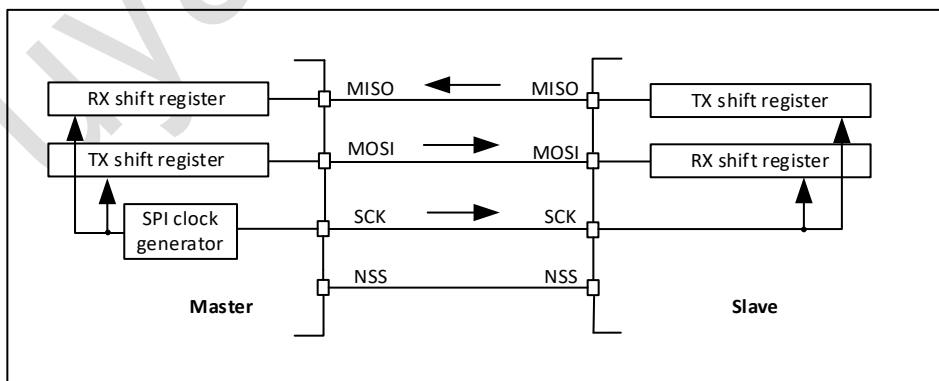 MISO MISO
RX shift register TX shift register
MOSI MOSI
TX shift register RX shift register
SCK SCK
SPI clock
generator
NSS NSS
Master Slave